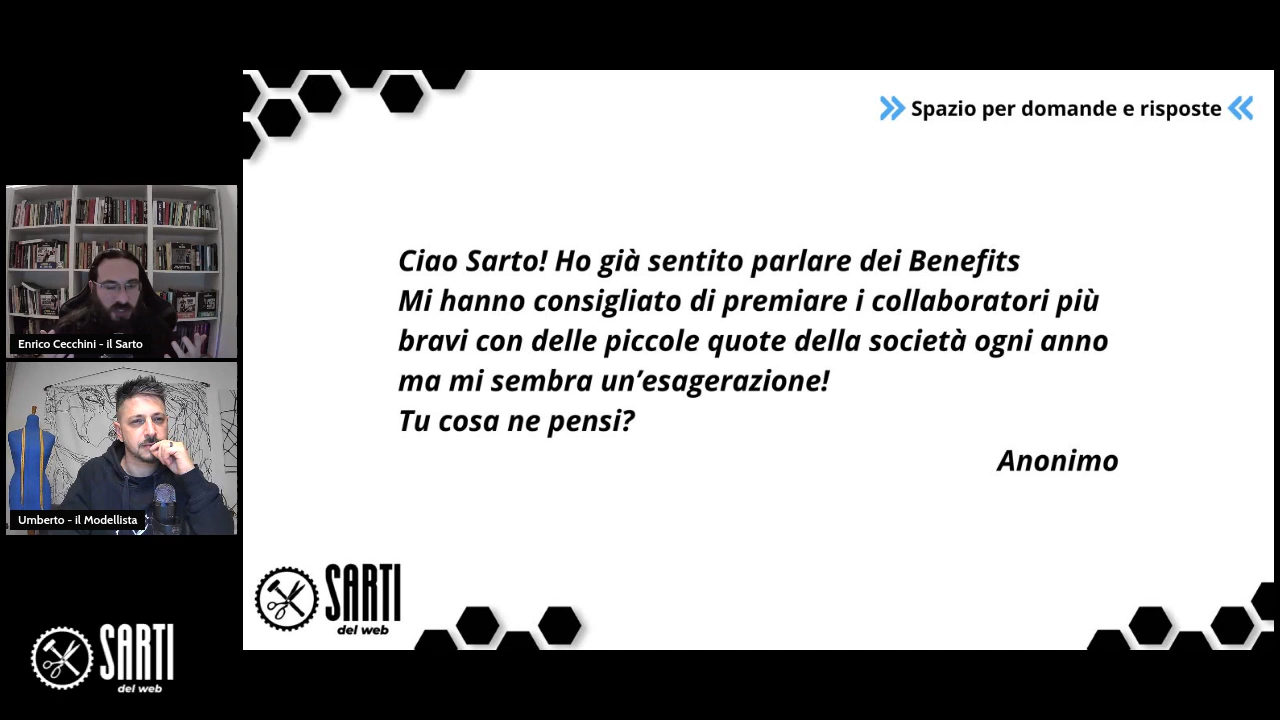 Spazio per domande e risposte
Ciao Sarto! Ho già sentito parlare dei Benefits
Mi hanno consigliato di premiare i collaboratori più
bravi con delle piccole quote della società ogni anno
ma mi sembra un'esagerazione!
Tu cosa ne pensi?
Anonimo
Enrico Cecchini - il Sarto
Umberto - il Modellista
SARTI
del web
SARTI
del web